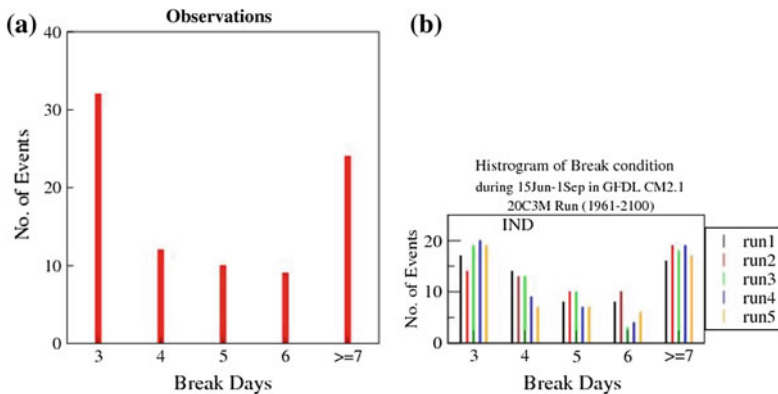 (a)
Observations
No. of Events
40
30
20
10
0
3 4 5 6 >=7
Break Days
(b)
Histrogram of Break condition
during 15Jun-1Sep in GFDL CM2.1
20C3M Run (1961-2100)
IND
No. of Events
20
10
0
3 4 5 6 >=7
Break Days
run1
run2
run3
run4
run5